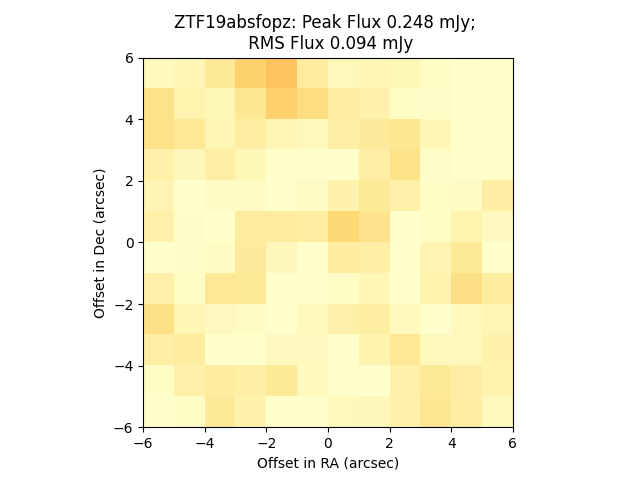 ZTF19absfopz: Peak Flux 0.248 mJy;
RMS Flux 0.094 mJy
6
4
2
0
−2
−4
−6
Offset in Dec (arcsec)
−6 −4 −2 0 2 4 6
Offset in RA (arcsec)